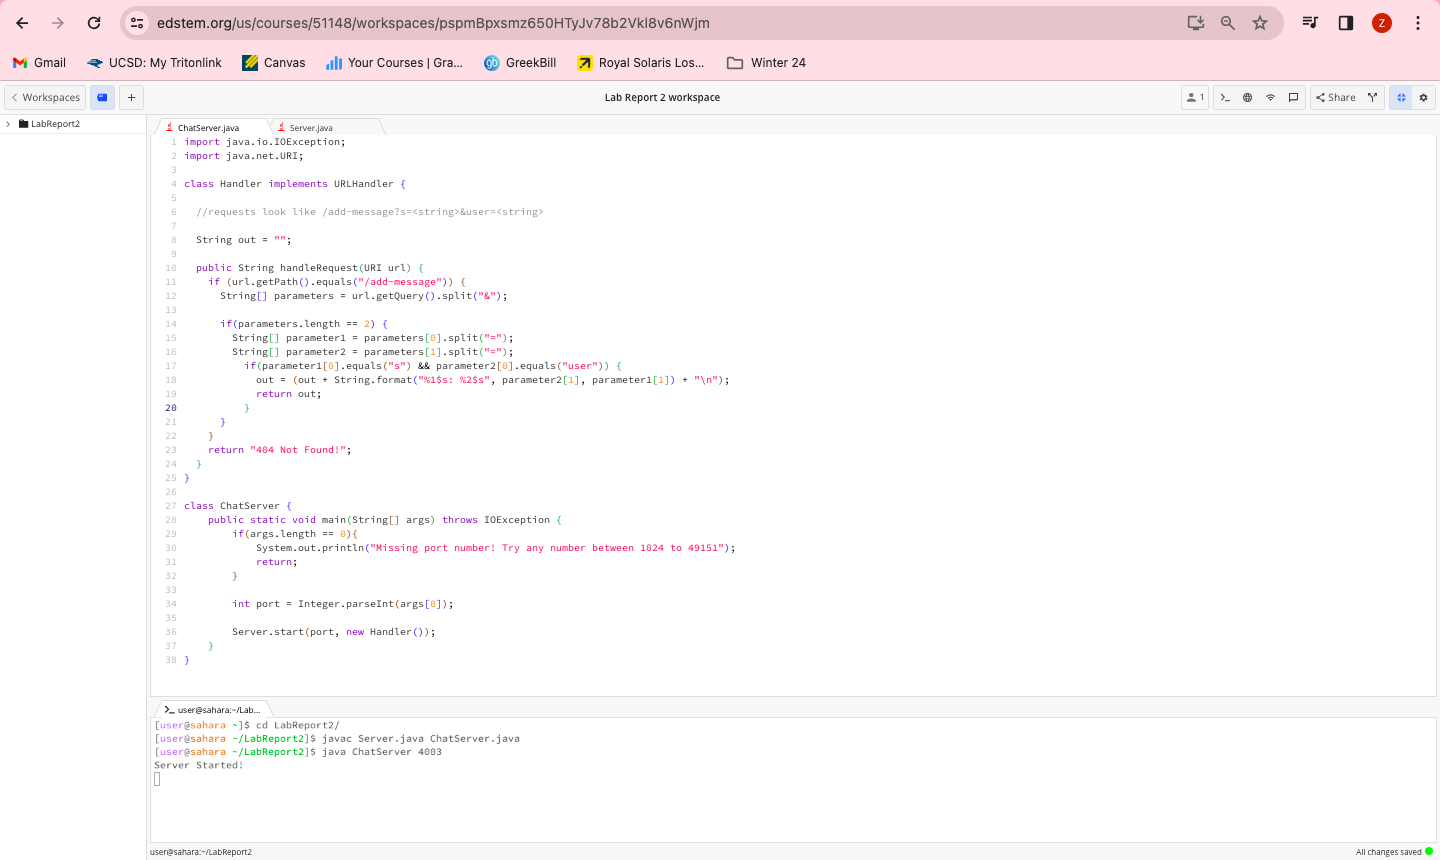 edstem.org/us/courses/51148/workspaces/pspmBpxsmz650HTyJv78b2VkI8v6nWjm
Z
Gmail UCSD: My Tritonlink Canvas Your Courses | Gra... GreekBill Royal Solaris Los... Winter 24
Workspaces Lab Report 2 workspace 1 Share
LabReport2
ChatServer.java Server.java
1 import java.io.IOException;
2 import java.net.URI;
3
4 class Handler implements URLHandler {
5
6   //requests look like /add-message?s=<string>&user=<string>
7
8   String out = "";
9
10   public String handleRequest(URI url) {
11     if (url.getPath().equals("/add-message")) {
12       String[] parameters = url.getQuery().split("&");
13
14       if(parameters.length == 2) {
15         String[] parameter1 = parameters[0].split("=");
16         String[] parameter2 = parameters[1].split("=");
17           if(parameter1[0].equals("s") && parameter2[0].equals("user")) {
18             out = (out + String.format("%1$s: %2$s", parameter2[1], parameter1[1]) + "\n");
19             return out;
20           }
21       }
22     }
23     return "404 Not Found!";
24   }
25 }
26
27 class ChatServer {
28     public static void main(String[] args) throws IOException {
29         if(args.length == 0){
30             System.out.println("Missing port number! Try any number between 1024 to 49151");
31             return;
32         }
33
34         int port = Integer.parseInt(args[0]);
35
36         Server.start(port, new Handler());
37     }
38 }
user@sahara:~/Lab...
[user@sahara ~]$ cd LabReport2/
[user@sahara ~/LabReport2]$ javac Server.java ChatServer.java
[user@sahara ~/LabReport2]$ java ChatServer 4003
Server Started!
user@sahara:~/LabReport2 All changes saved